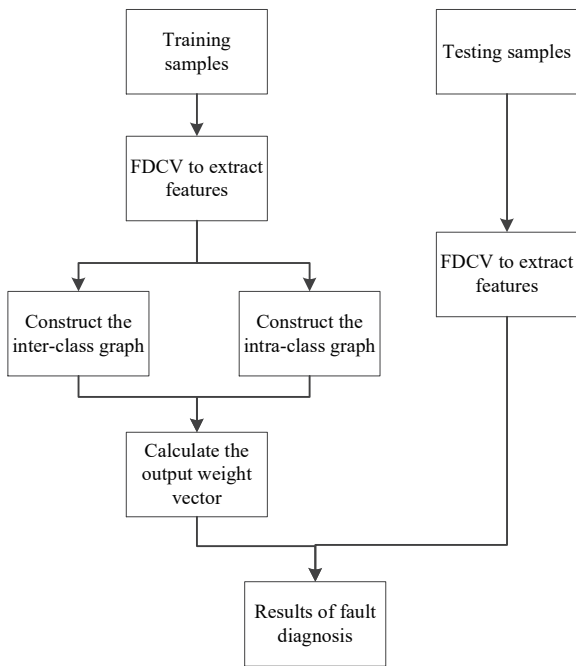 Training
samples
Testing samples
FDCV to extract
features
FDCV to extract
features
Construct the
inter-class graph
Construct the
intra-class graph
Calculate the
output weight
vector
Results of fault
diagnosis